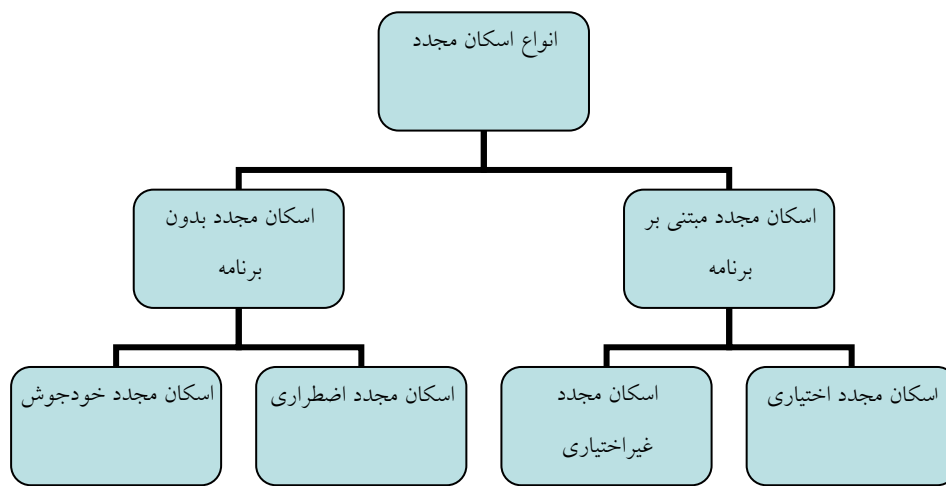 انواع اسکان مجدد
اسکان مجدد مبتنی بر
برنامه
اسکان مجدد بدون
برنامه
اسکان مجدد اختیاری
اسکان مجدد
غیراختیاری
اسکان مجدد اضطراری
اسکان مجدد خودجوش